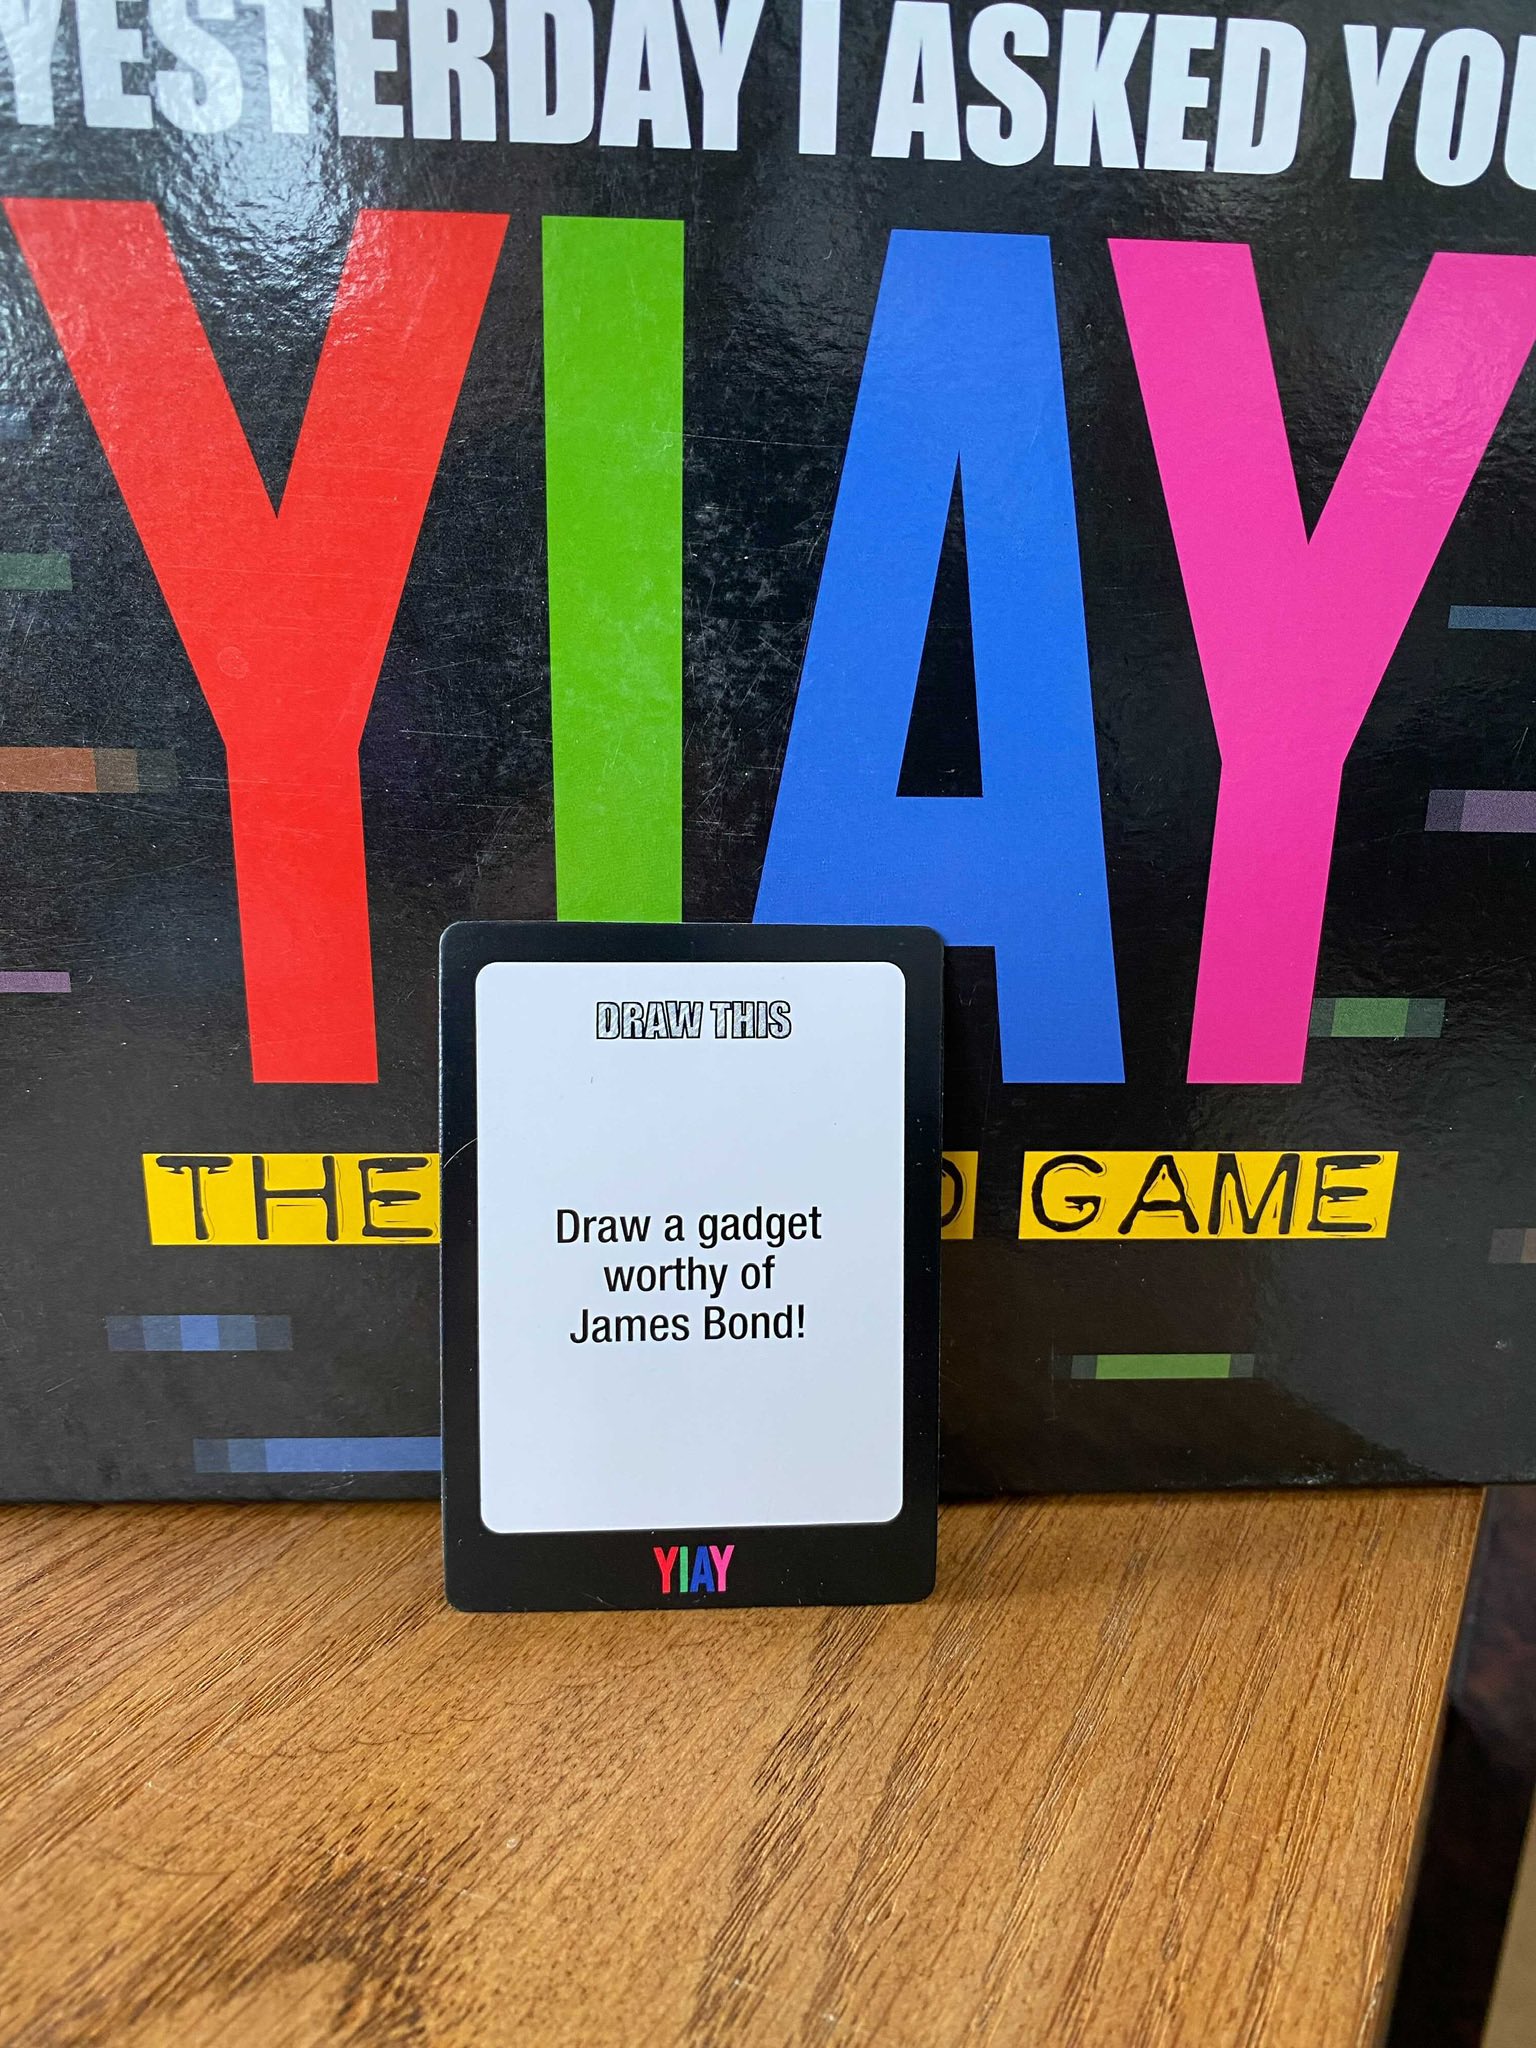 YESTERDAY I ASKED YOU
YIAY
THE GAME
DRAW THIS
Draw a gadget
worthy of
James Bond!
YIAY